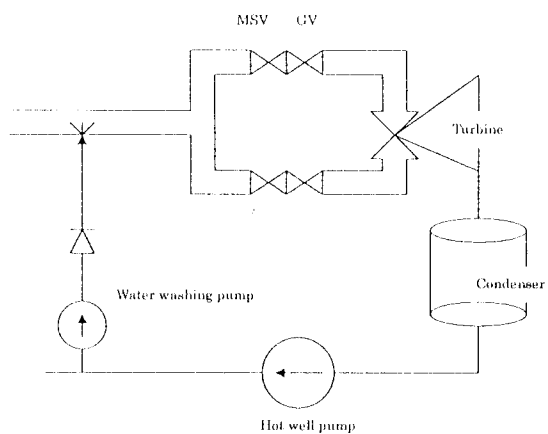 MSV GV
Turbine
Condenser
Water washing pump
Hot well pump